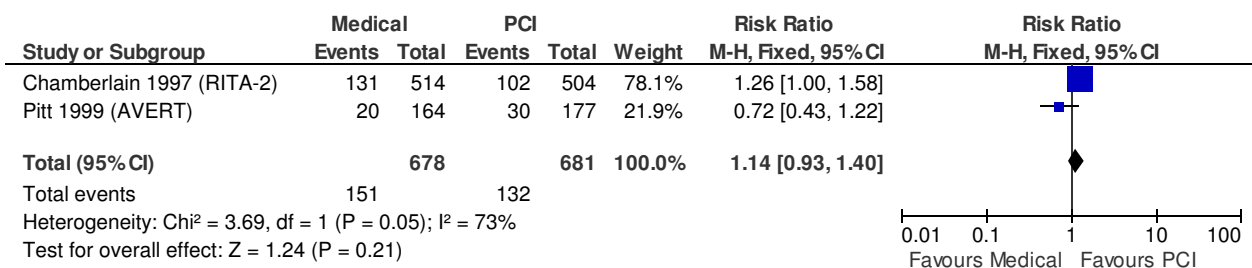 Medical PCI Risk Ratio Risk Ratio
Study or Subgroup Events Total Events Total Weight M-H, Fixed, 95% CI M-H, Fixed, 95% CI
Chamberlain 1997 (RITA-2) 131 514 102 504 78.1% 1.26 [1.00, 1.58]
Pitt 1999 (AVERT) 20 164 30 177 21.9% 0.72 [0.43, 1.22]
Total (95% CI) 678 681 100.0% 1.14 [0.93, 1.40]
Total events 151 132
Heterogeneity: Chi² = 3.69, df = 1 (P = 0.05); I² = 73%
Test for overall effect: Z = 1.24 (P = 0.21)
0.01 0.1 1 10 100
Favours Medical Favours PCI